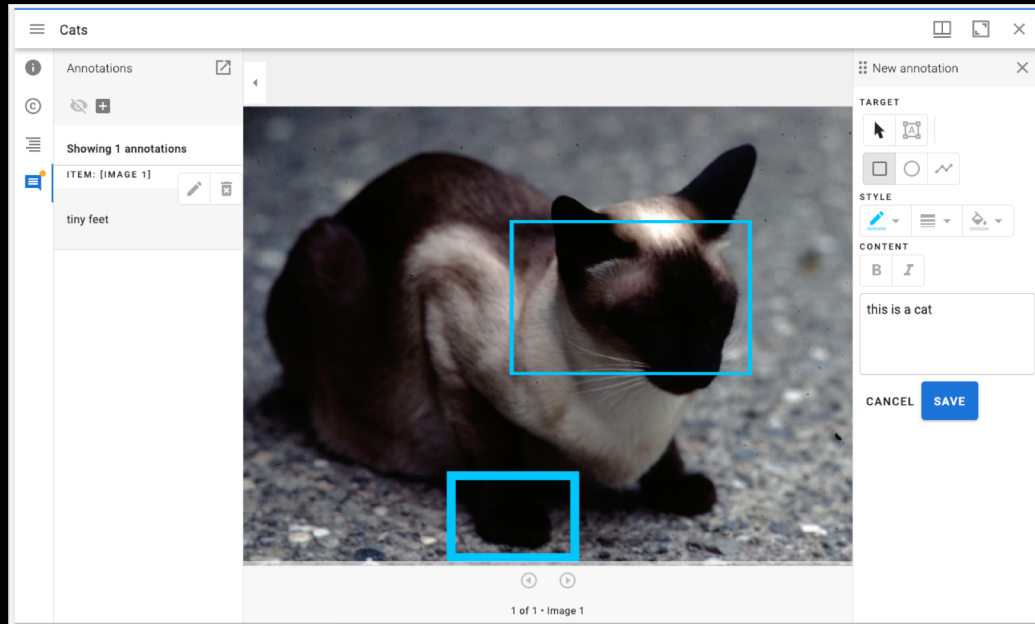 Cats
Annotations
Showing 1 annotations
ITEM: [IMAGE 1]
tiny feet
1 of 1 • Image 1
New annotation
TARGET
A
STYLE
CONTENT
B I
this is a cat
CANCEL SAVE